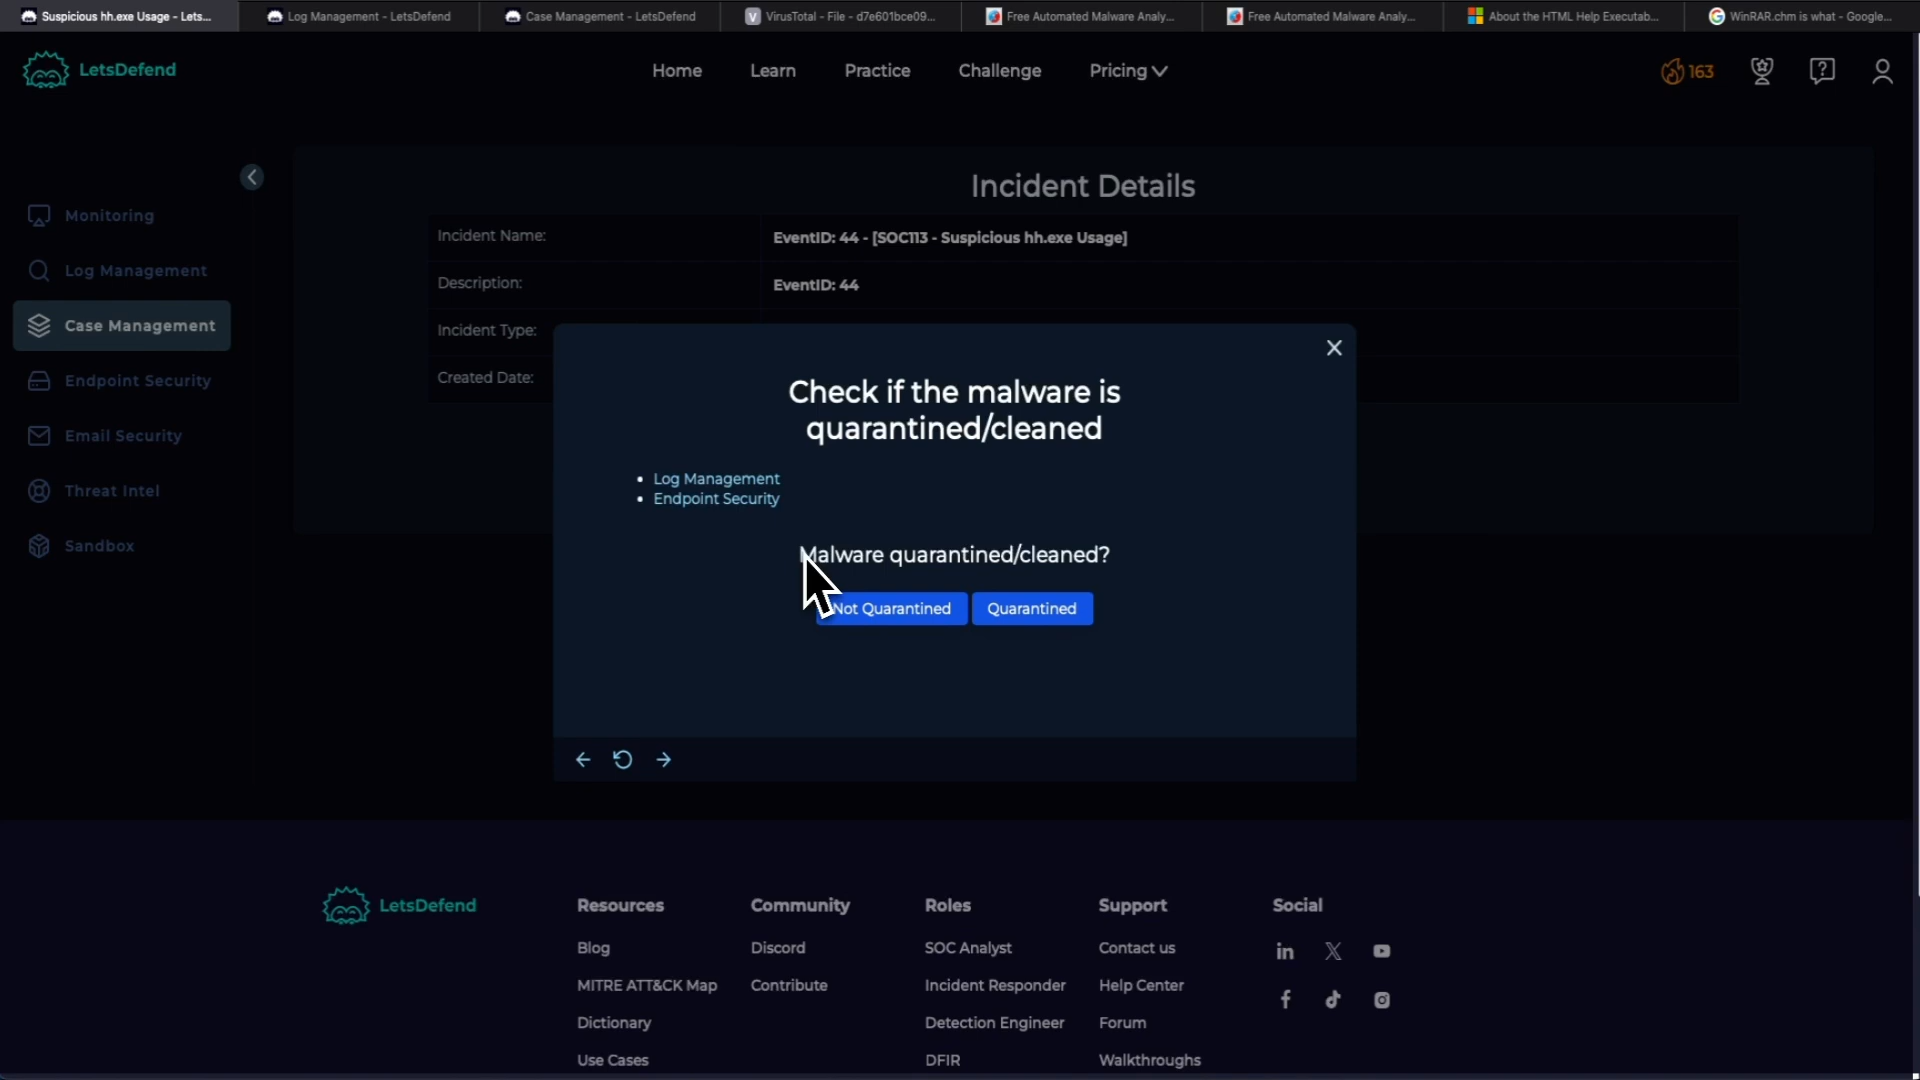 Suspicious hh.exe Usage - Lets...
Log Management - LetsDefend
Case Management - LetsDefend
VirusTotal - File - d7e601bce09...
Free Automated Malware Analy...
Free Automated Malware Analy...
About the HTML Help Executab...
WinRAR.chm is what - Google...
LetsDefend
Home
Learn
Practice
Challenge
Pricing
163
Monitoring
Log Management
Case Management
Endpoint Security
Email Security
Threat Intel
Sandbox
Incident Details
Incident Name:
EventID: 44 - [SOC113 - Suspicious hh.exe Usage]
Description:
EventID: 44
Incident Type:
Created Date:
Check if the malware is
quarantined/cleaned
Log Management
Endpoint Security
Malware quarantined/cleaned?
Not Quarantined
Quarantined
LetsDefend
Resources
Blog
MITRE ATT&CK Map
Dictionary
Use Cases
Community
Discord
Contribute
Roles
SOC Analyst
Incident Responder
Detection Engineer
DFIR
Support
Contact us
Help Center
Forum
Walkthroughs
Social